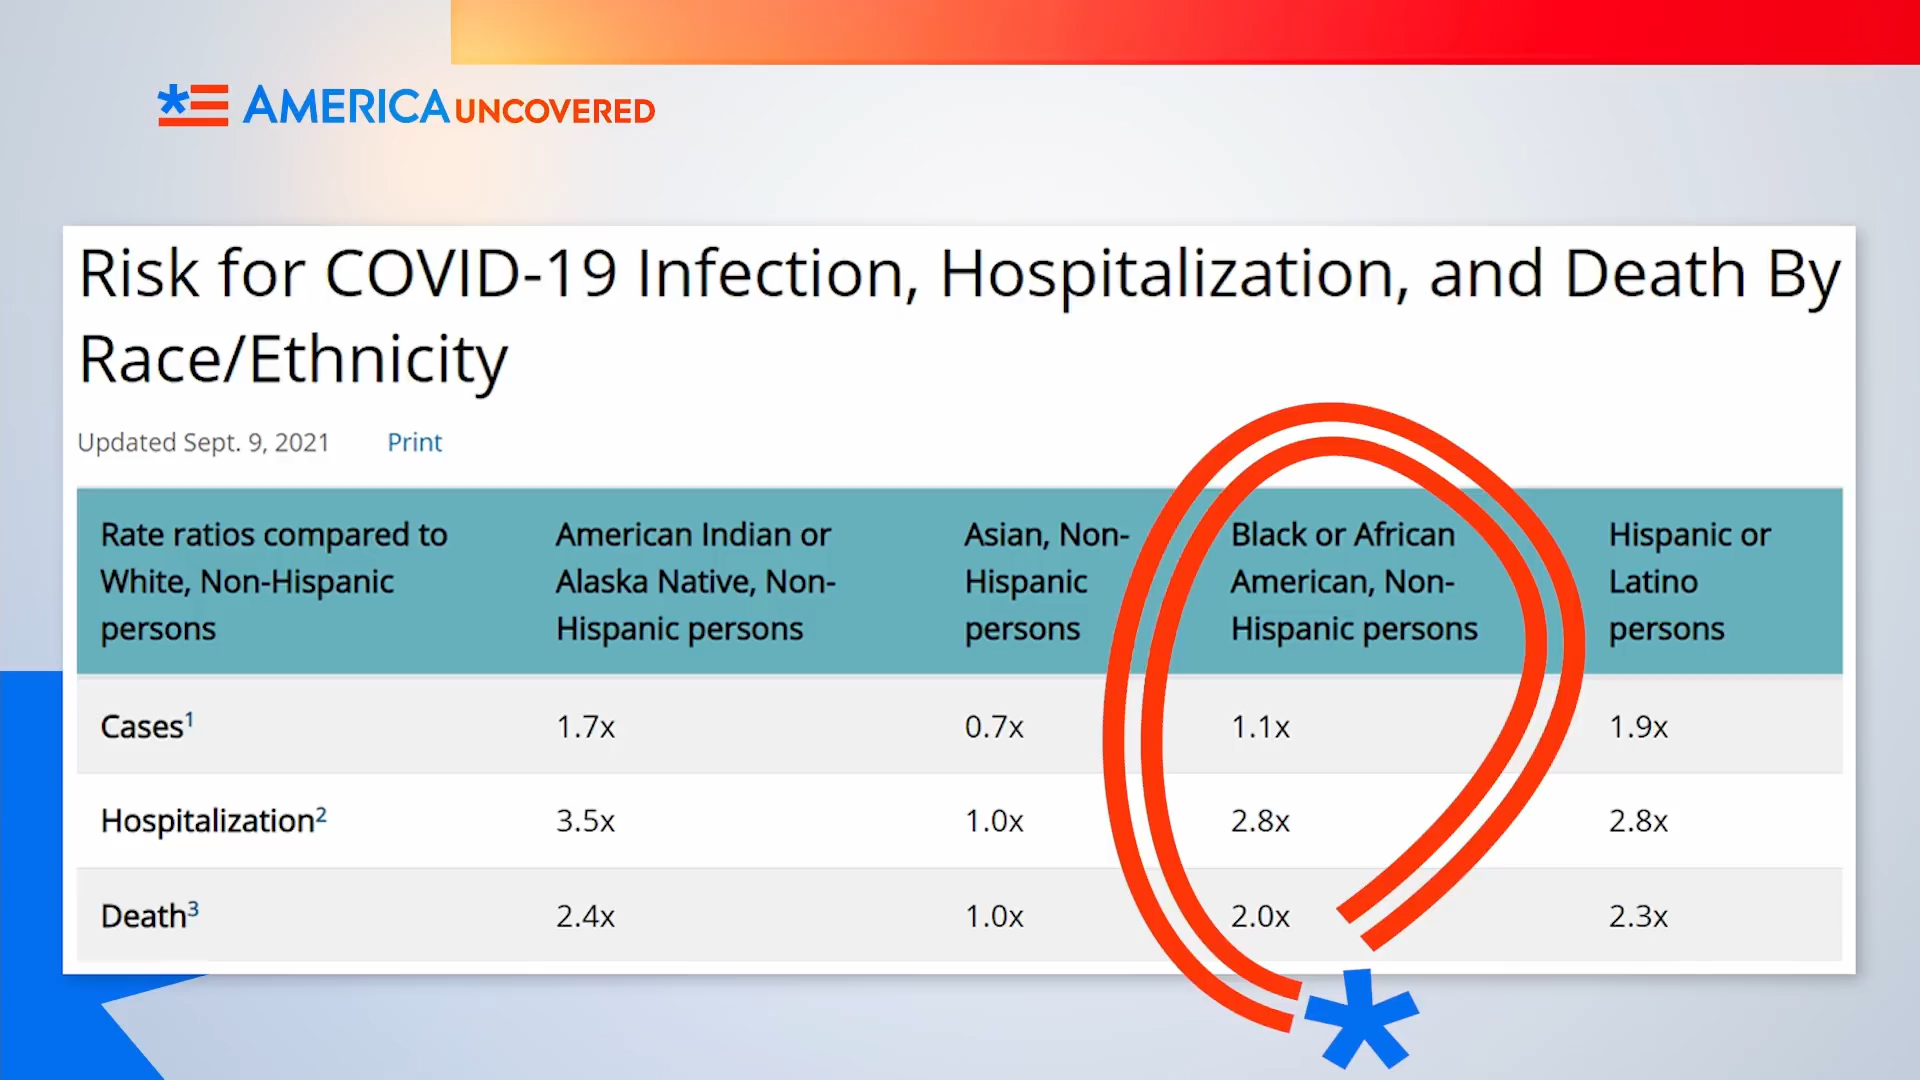 AMERICA UNCOVERED
Risk for COVID-19 Infection, Hospitalization, and Death By
Race/Ethnicity
Updated Sept. 9, 2021 Print
Rate ratios compared to White, Non-Hispanic persons American Indian or Alaska Native, Non-Hispanic persons Asian, Non-Hispanic persons Black or African American, Non-Hispanic persons Hispanic or Latino persons
Cases1 1.7x 0.7x 1.1x 1.9x
Hospitalization2 3.5x 1.0x 2.8x 2.8x
Death3 2.4x 1.0x 2.0x 2.3x